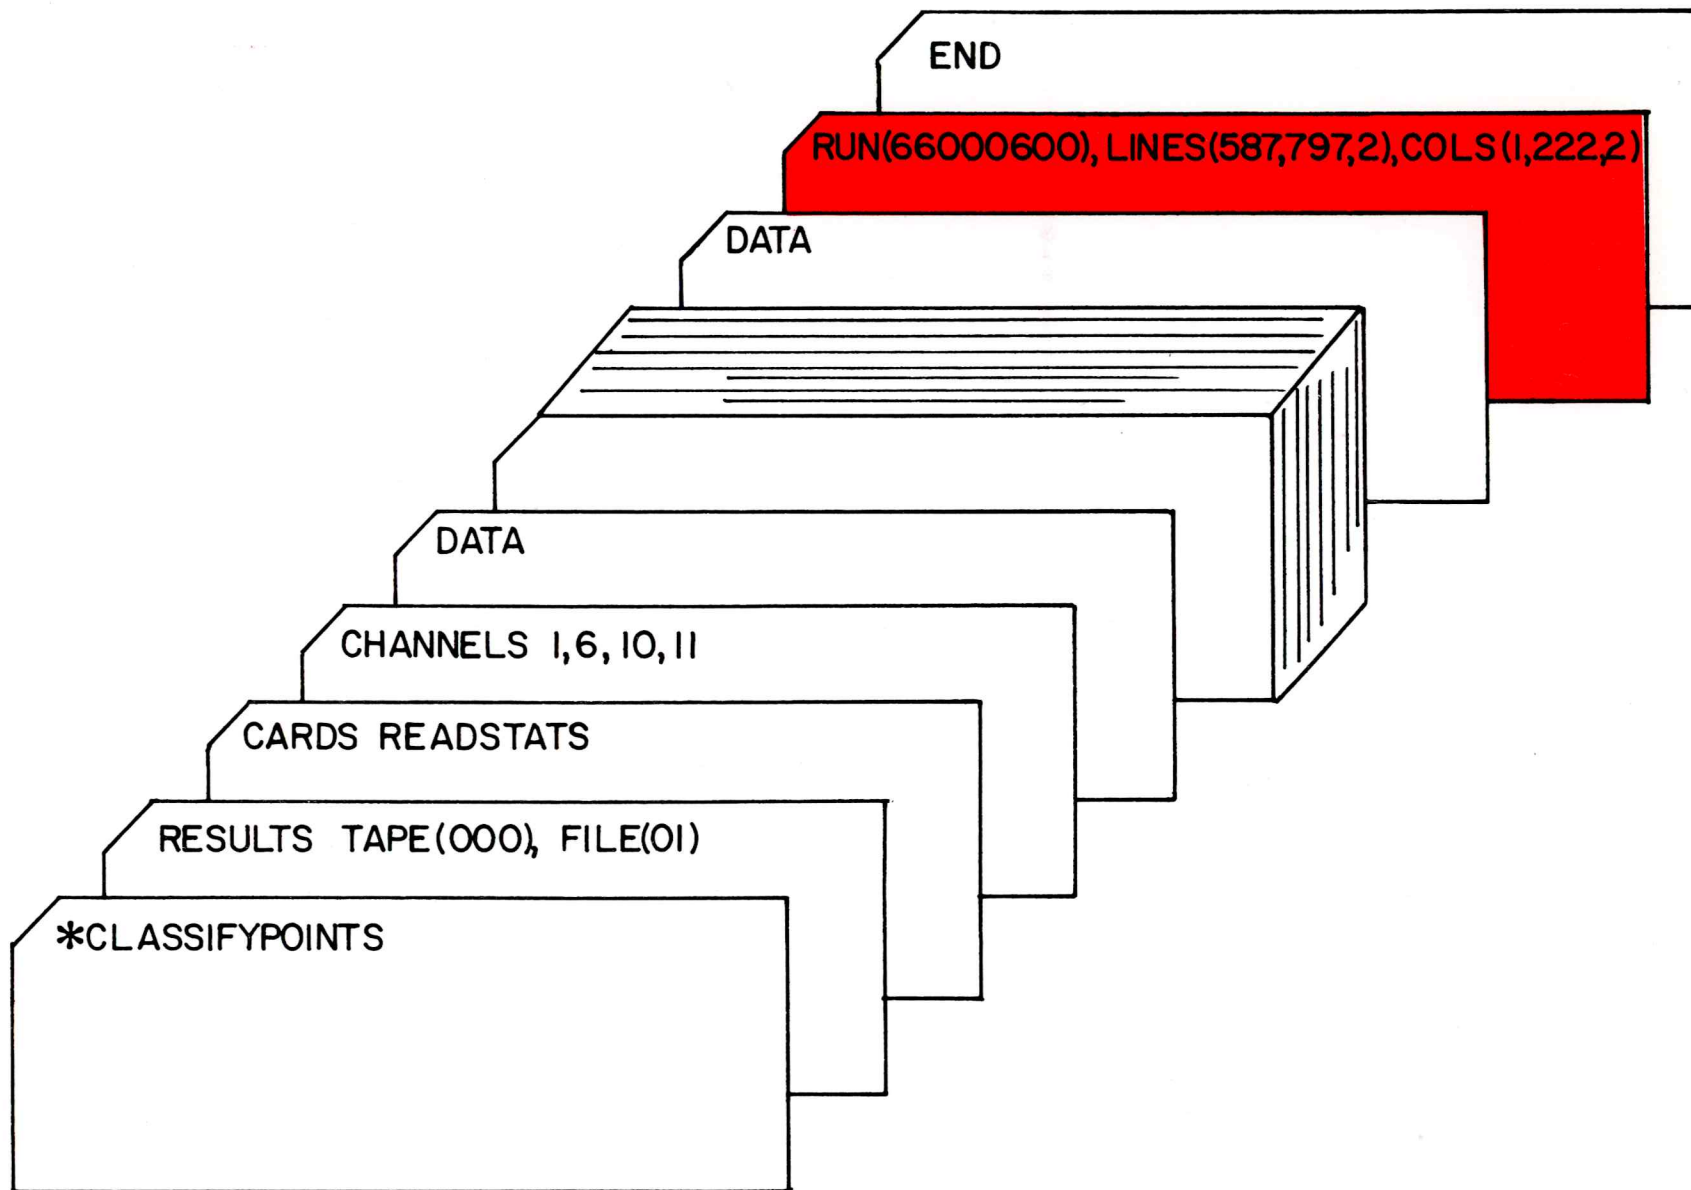 END
RUN(66000600), LINES(587,797,2), COLS(1,222,2)
DATA
DATA
CHANNELS 1,6,10,11
CARDS READSTATS
RESULTS TAPE(000), FILE(01)
*CLASSIFYPOINTS